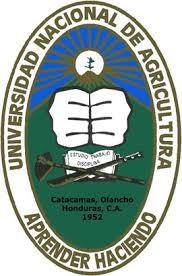 UNIVERSIDAD NACIONAL DE AGRICULTURA
ESTUDIO TRABAJO
DISCIPLINA
Catacamas, Olancho
Honduras, C.A.
1952
APRENDER HACIENDO